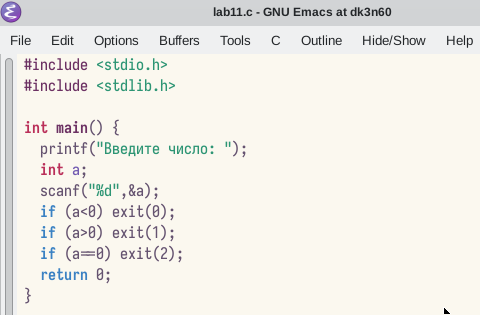 lab11.c - GNU Emacs at dk3n60
File Edit Options Buffers Tools C Outline Hide/Show Help
#include <stdio.h>
#include <stdlib.h>
int main() {
printf("Введите число: ");
int a;
scanf("%d",&a);
if (a<0) exit(0);
if (a>0) exit(1);
if (a==0) exit(2);
return 0;
}